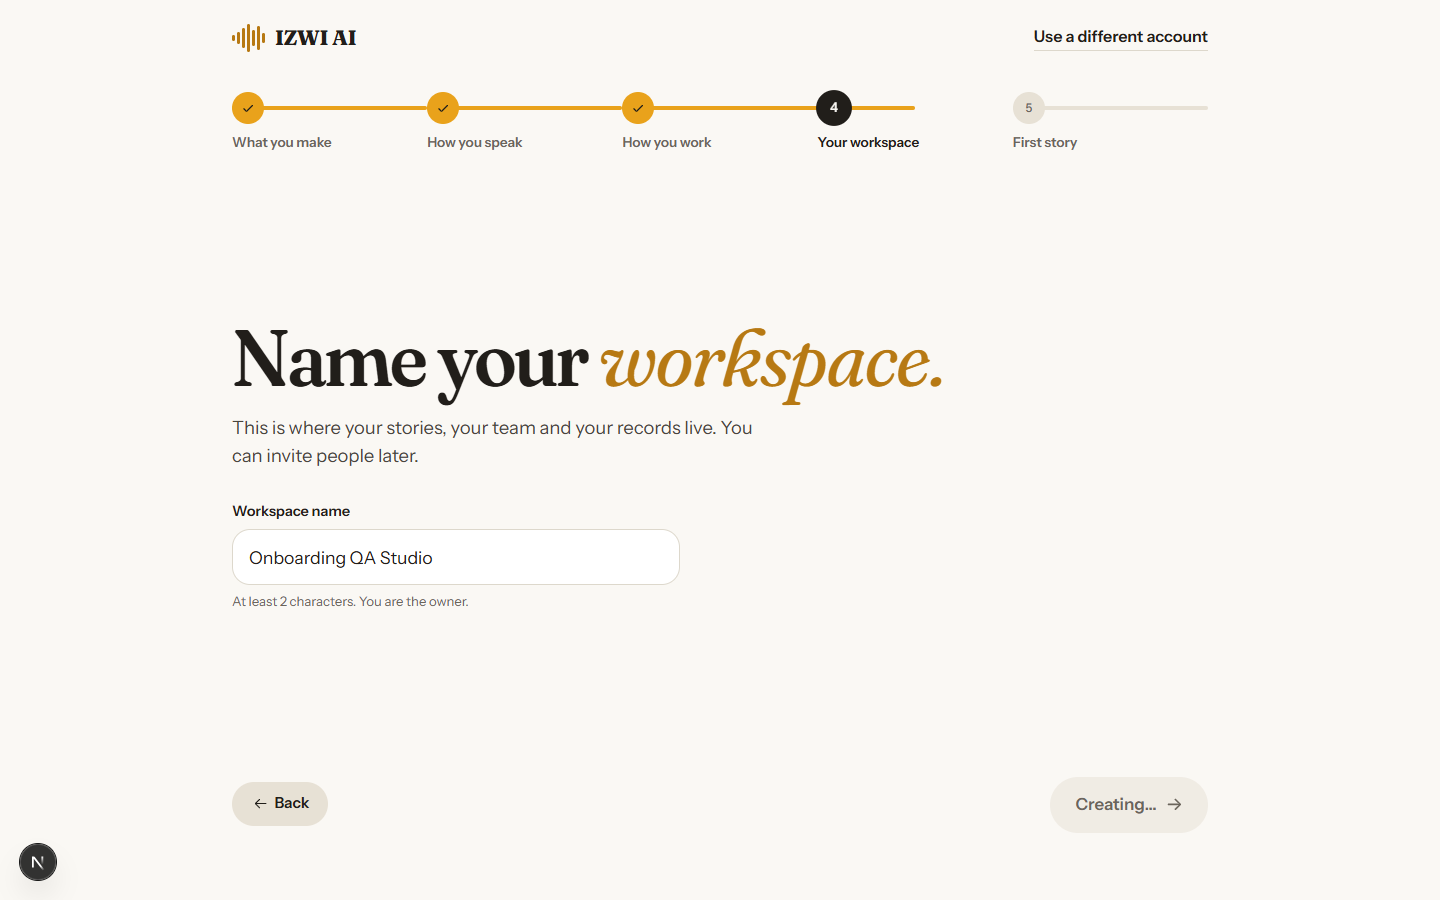 IZWI AI
Use a different account
4
5
What you make
How you speak
How you work
Your workspace
First story
Name your workspace.
This is where your stories, your team and your records live. You
can invite people later.
Workspace name
Onboarding QA Studio
At least 2 characters. You are the owner.
← Back
Creating... →
N